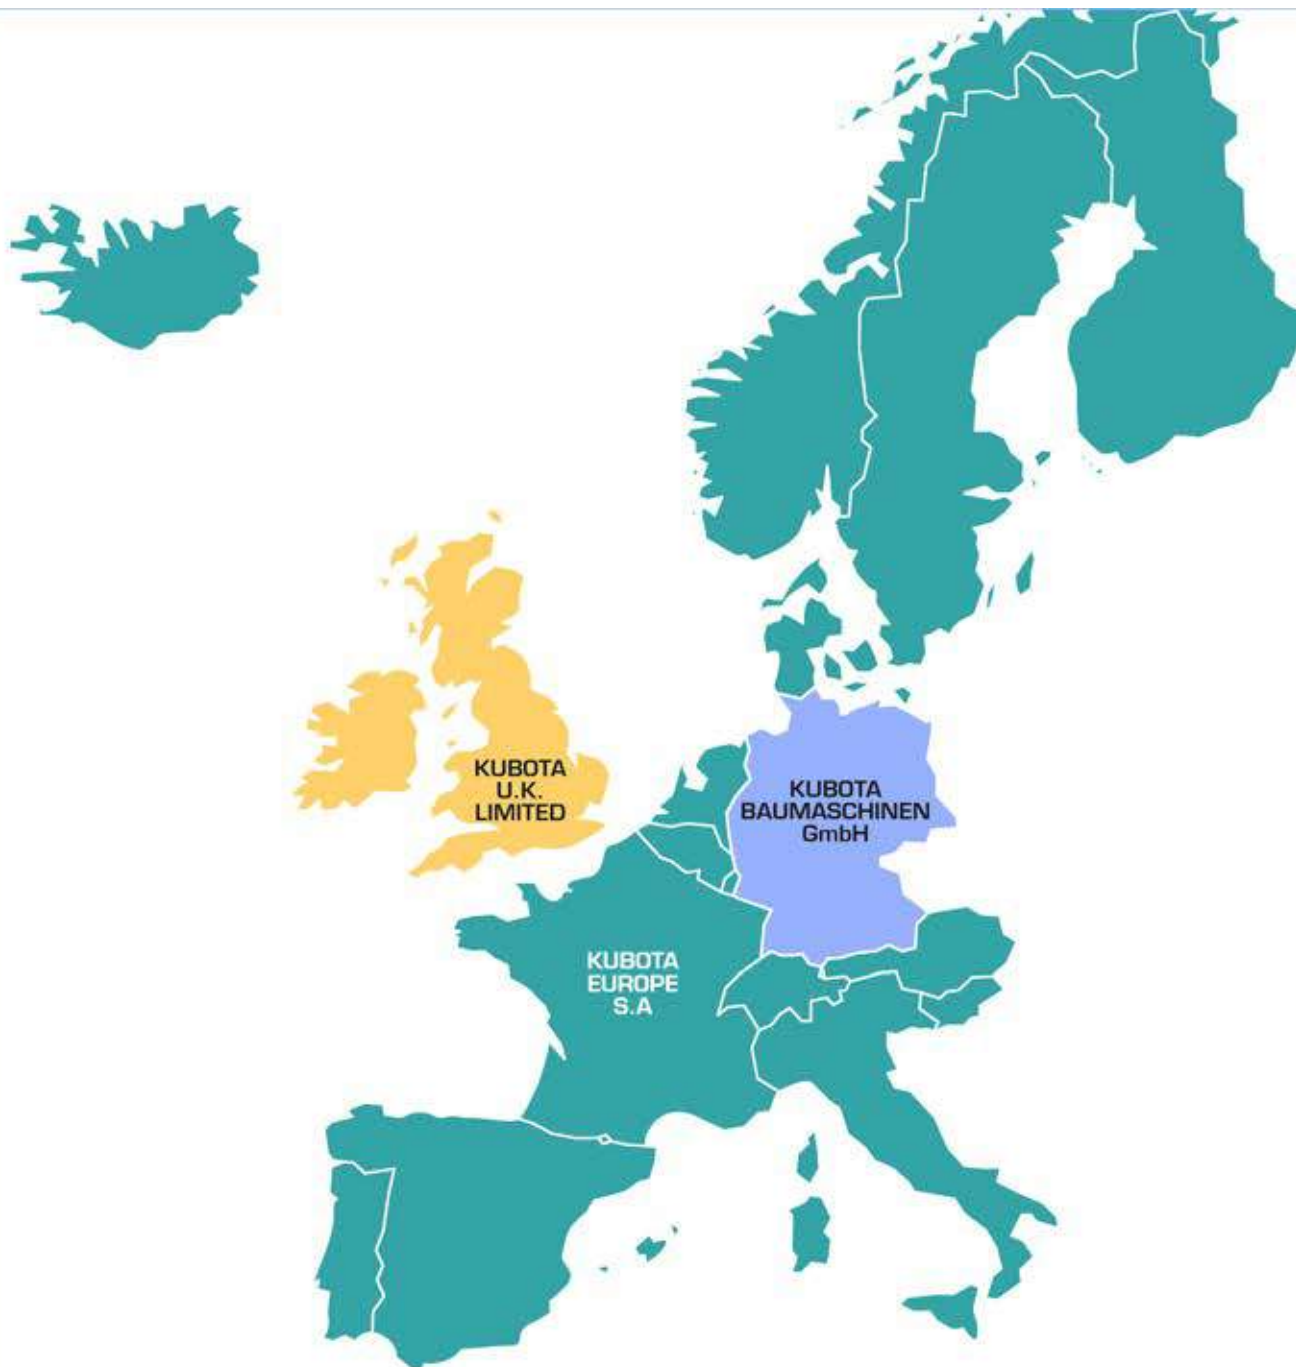 KUBOTA
U.K.
LIMITED
KUBOTA
BAUMASCHINEN
GmbH
KUBOTA
EUROPE
S.A